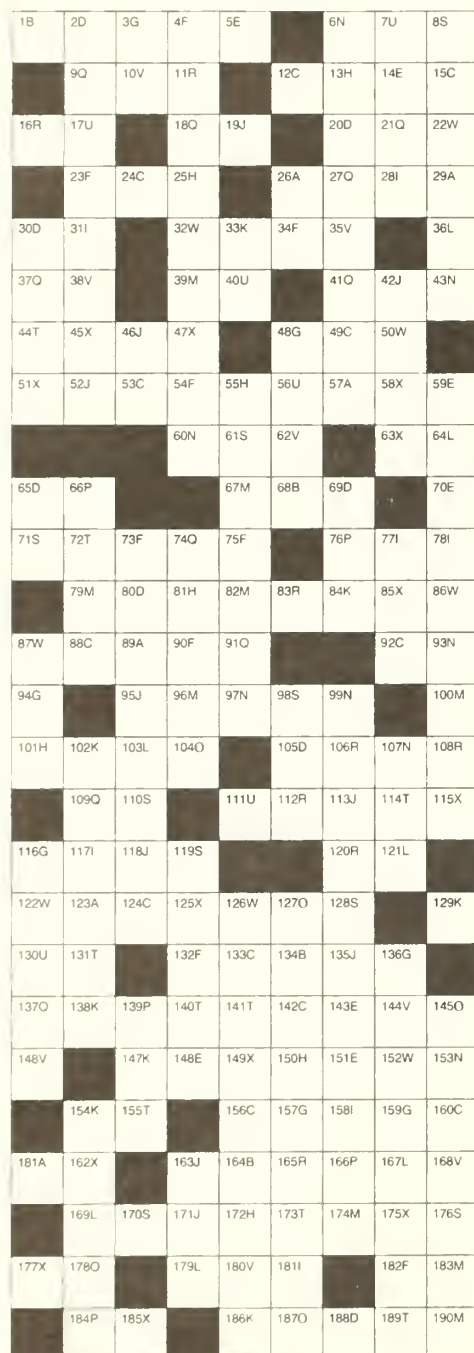 1B 2D 3G 4F 5E 6N 7U 8S
9Q 10V 11R 12C 13H 14E 15C
16R 17U 18Q 19J 20D 21Q 22W
23F 24C 25H 26A 27Q 28I 29A
30D 31I 32W 33K 34F 35V 36L
37Q 38V 39M 40U 41Q 42J 43N
44T 45X 46J 47X 48G 49C 50W
51X 52J 53C 54F 55H 56U 57A 58X 59E
60N 61S 62V 63X 64L
65D 66P 67M 68B 69D 70E
71S 72T 73F 74Q 75F 76P 77I 78I
79M 80D 81H 82M 83R 84K 85X 86W
87W 88C 89A 90F 91O 92C 93N
94G 95J 96M 97N 98S 99N 100M
101H 102K 103L 104O 105D 106R 107N 108R
109Q 110S 111U 112R 113J 114T 115X
116G 117I 118J 119S 120R 121L
122W 123A 124C 125X 126W 127O 128S 129K
130U 131T 132F 133C 134B 135J 136G
137O 138K 139P 140T 141T 142C 143E 144V 145O
148V 147K 148E 149X 150H 151E 152W 153N
154K 155T 156C 157G 158I 159G 160C
181A 162X 163J 164B 165R 166P 167L 168V
169L 170S 171J 172H 173T 174M 175X 176S
177X 178O 179L 180V 181I 182F 183M
184P 185X 186K 187O 188D 189T 190M